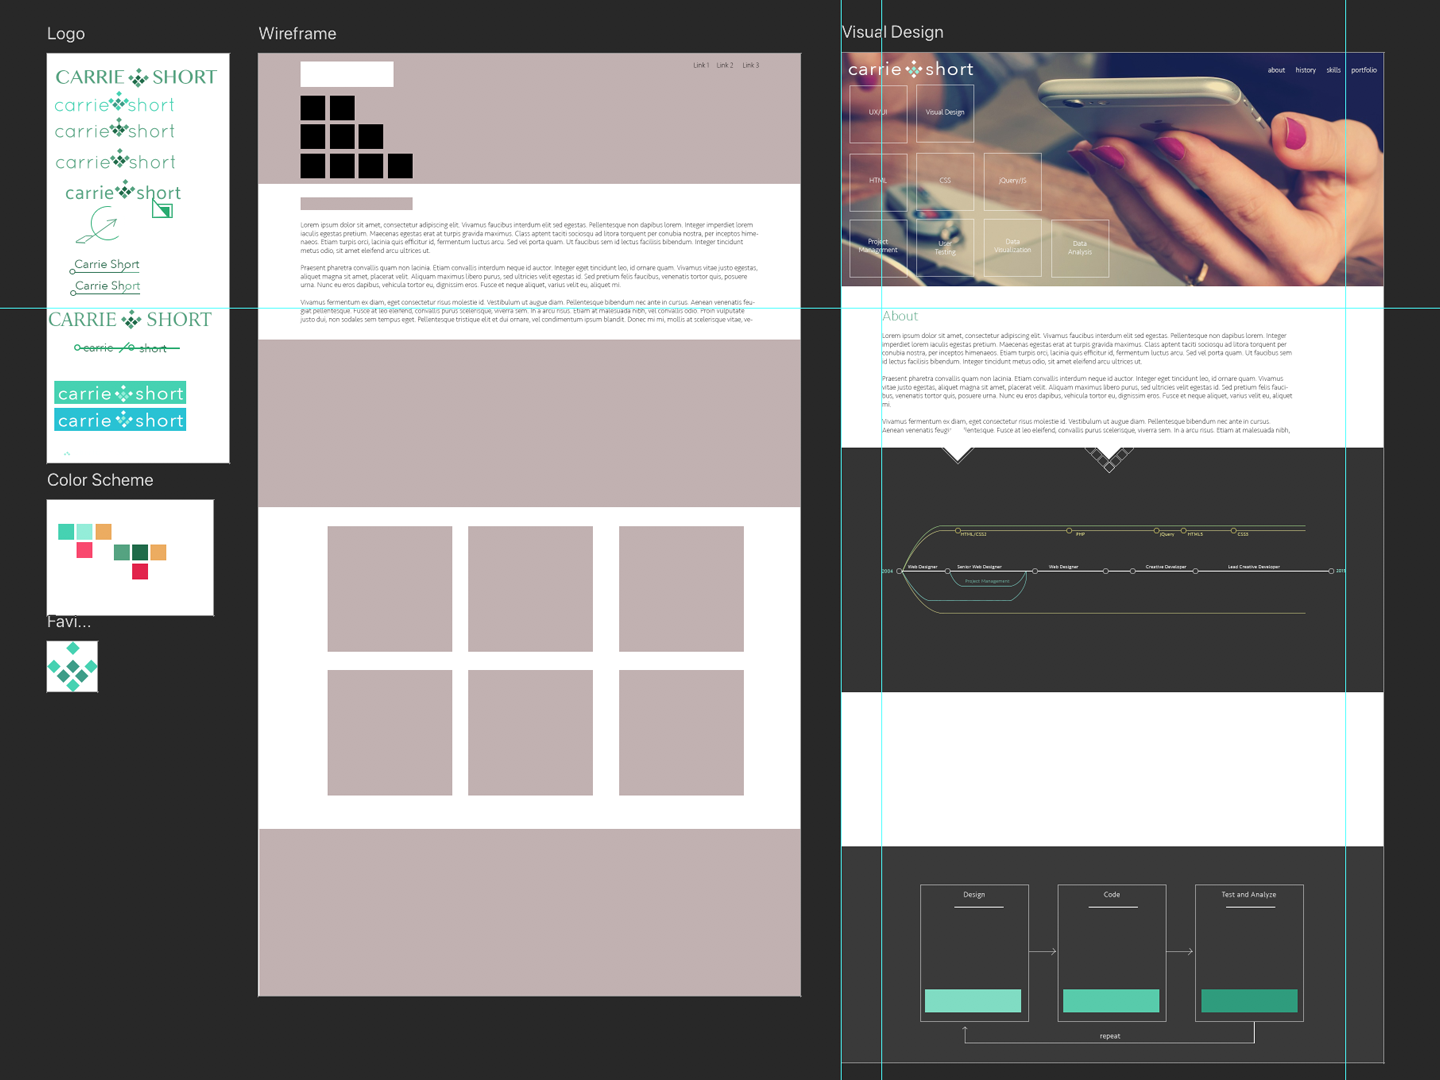 Logo
CARRIE SHORT
carrie short
carrie short
carrie short
carrie short
Carrie Short
Carrie Short
CARRIE SHORT
carrie short
carrie short
carrie short
Color Scheme
Favi...
Wireframe
Link 1 Link 2 Link 3
Lorem ipsum dolor sit amet, consectetur adipiscing elit. Vivamus faucibus interdum elit sed egestas. Pellentesque non dapibus lorem. Integer imperdiet lorem
iaculis egestas pretium. Maecenas egestas erat at turpis gravida maximus. Class aptent taciti sociosqu ad litora torquent per conubia nostra, per inceptos hime-
naeos. Etiam turpis orci, lacinia quis efficitur id, fermentum luctus arcu. Sed vel porta quam. Ut faucibus sem id lectus facilisis bibendum. Integer tincidunt
metus odio, sit amet eleifend arcu ultrices ut.
Praesent pharetra convallis quam non lacinia. Etiam convallis interdum neque id auctor. Integer eget tincidunt leo, id ornare quam. Vivamus vitae justo egestas,
aliquet magna sit amet, placerat velit. Aliquam maximus libero purus, sed ultricies velit egestas id. Sed pretium felis faucibus, venenatis tortor quis, posuere
urna. Nunc eu eros dapibus, vehicula tortor eu, dignissim eros. Fusce et neque aliquet, varius velit eu, aliquet mi.
Vivamus fermentum ex diam, eget consectetur risus molestie id. Vestibulum ut augue diam. Pellentesque bibendum nec ante in cursus. Aenean venenatis feu-
giat pellentesque. Fusce at leo eleifend, convallis purus scelerisque, viverra sem. In a arcu risus. Etiam at malesuada nibh, vel convallis odio. Proin vulputate
justo dui, non sodales sem tempus eget. Pellentesque tristique elit et dui ornare, vel condimentum ipsum blandit. Donec mi mi, mollis at scelerisque vitae, ve-
Visual Design
carrie short
about history skills portfolio
UX/UI Visual Design
HTML CSS jQuery/JS
Project Management
User Testing
Data Visualization
Data Analysis
About
Lorem ipsum dolor sit amet, consectetur adipiscing elit. Vivamus faucibus interdum elit sed egestas. Pellentesque non dapibus lorem. Integer
imperdiet lorem iaculis egestas pretium. Maecenas egestas erat at turpis gravida maximus. Class aptent taciti sociosqu ad litora torquent per
conubia nostra, per inceptos himenaeos. Etiam turpis orci, lacinia quis efficitur id, fermentum luctus arcu. Sed vel porta quam. Ut faucibus sem
id lectus facilisis bibendum. Integer tincidunt metus odio, sit amet eleifend arcu ultrices ut.
Praesent pharetra convallis quam non lacinia. Etiam convallis interdum neque id auctor. Integer eget tincidunt leo, id ornare quam. Vivamus
vitae justo egestas, aliquet magna sit amet, placerat velit. Aliquam maximus libero purus, sed ultricies velit egestas id. Sed pretium felis fauci-
bus, venenatis tortor quis, posuere urna. Nunc eu eros dapibus, vehicula tortor eu, dignissim eros. Fusce et neque aliquet, varius velit eu, aliquet
mi.
Vivamus fermentum ex diam, eget consectetur risus molestie id. Vestibulum ut augue diam. Pellentesque bibendum nec ante in cursus.
Aenean venenatis feugi lentesque. Fusce at leo eleifend, convallis purus scelerisque, viverra sem. In a arcu risus. Etiam at malesuada nibh,
HTML/CSS2 PHP jQuery HTML5 CSS3
2004 Web Designer Senior Web Designer Web Designer Creative Developer Lead Creative Developer
Project Management
Design Code Test and Analyze
repeat